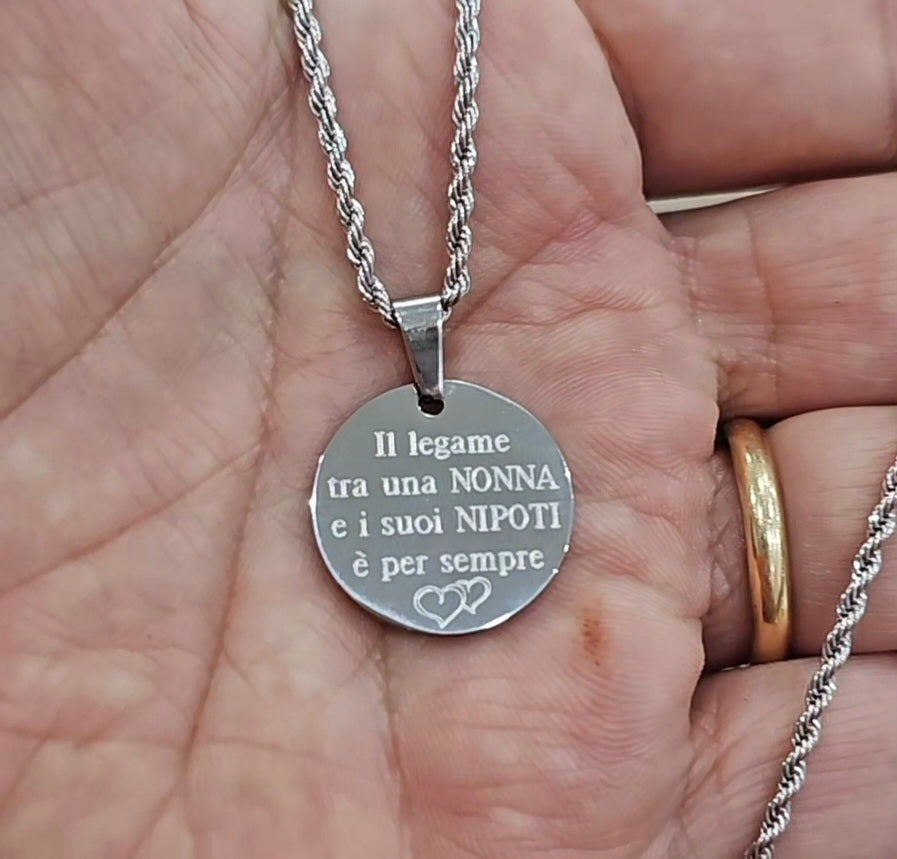 Il legame
tra una NONNA
e i suoi NIPOTI
è per sempre